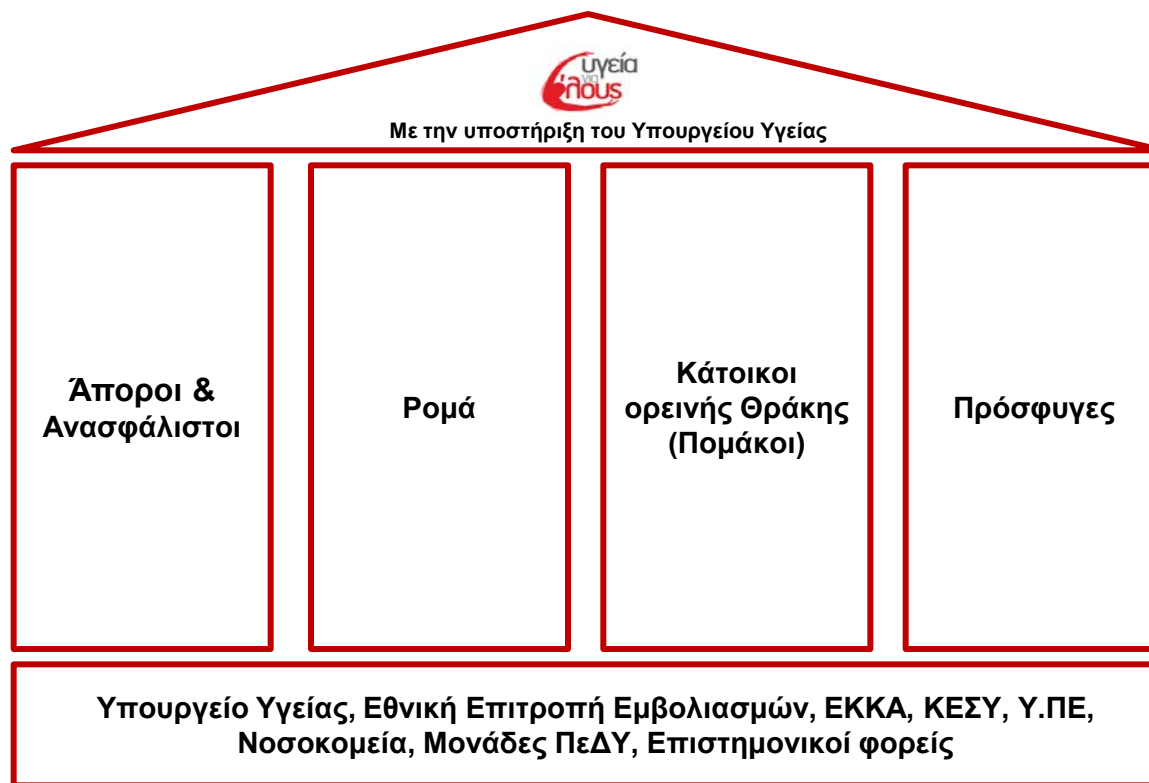 υγεία
για
όλους
Με την υποστήριξη του Υπουργείου Υγείας
Άποροι &
Ανασφάλιστοι
Ρομά
Κάτοικοι
ορεινής Θράκης
(Πομάκοι)
Πρόσφυγες
Υπουργείο Υγείας, Εθνική Επιτροπή Εμβολιασμών, ΕΚΚΑ, ΚΕΣΥ, Υ.ΠΕ,
Νοσοκομεία, Μονάδες ΠεΔΥ, Επιστημονικοί φορείς